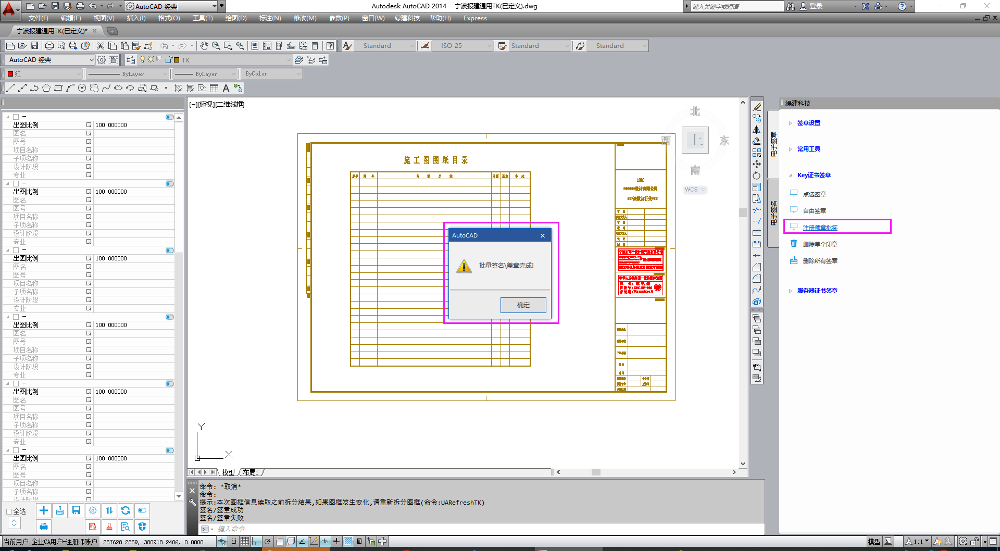 AutoCAD 经典
Autodesk AutoCAD 2014 宁波报建通用TK(已定义).dwg
键入关键字或短语
登录
文件(F) 编辑(E) 视图(V) 插入(I) 格式(O) 工具(T) 绘图(D) 标注(N) 修改(M) 参数(P) 窗口(W) 绿建科技 帮助(H) Express
宁波报建通用TK(已定义)*
Standard ISO-25 Standard Standard
AutoCAD 经典
TK
红 ByLayer ByLayer ByColor
出图比例 100.000000
图名
图号
项目名称
子项名称
设计阶段
专业
出图比例 100.000000
图名
图号
项目名称
子项名称
设计阶段
专业
出图比例 100.000000
图名
图号
项目名称
子项名称
设计阶段
专业
出图比例 100.000000
图名
图号
项目名称
子项名称
设计阶段
专业
出图比例 100.000000
图名
图号
项目名称
子项名称
设计阶段
专业
出图比例 100.000000
图名
图号
项目名称
子项名称
设计阶段
全选
[−][俯视][二维线框]
北
西
东
南
WCS
施工图图纸目录
序号 图 号 图 纸 名 称 备 注
LOGO
AutoCAD
批量签名\盖章完成!
确定
Y
X
模型 布局1
命令: *取消*
命令:
提示:本次图框信息读取之前拆分结果,如果图框发生变化,请重新拆分图框(命令:UARefreshTK)
签名/签章成功
签名/签章失败
键入命令
绿建科技
电子签章
电子签名
签章设置
常用工具
Key证书签章
点选签章
自由签章
注册师章批签
删除单个印章
删除所有签章
服务器证书签章
当前用户:企业CA用户-注册师账户
257628.2859, 380918.2406, 0.0000
模型
1:1